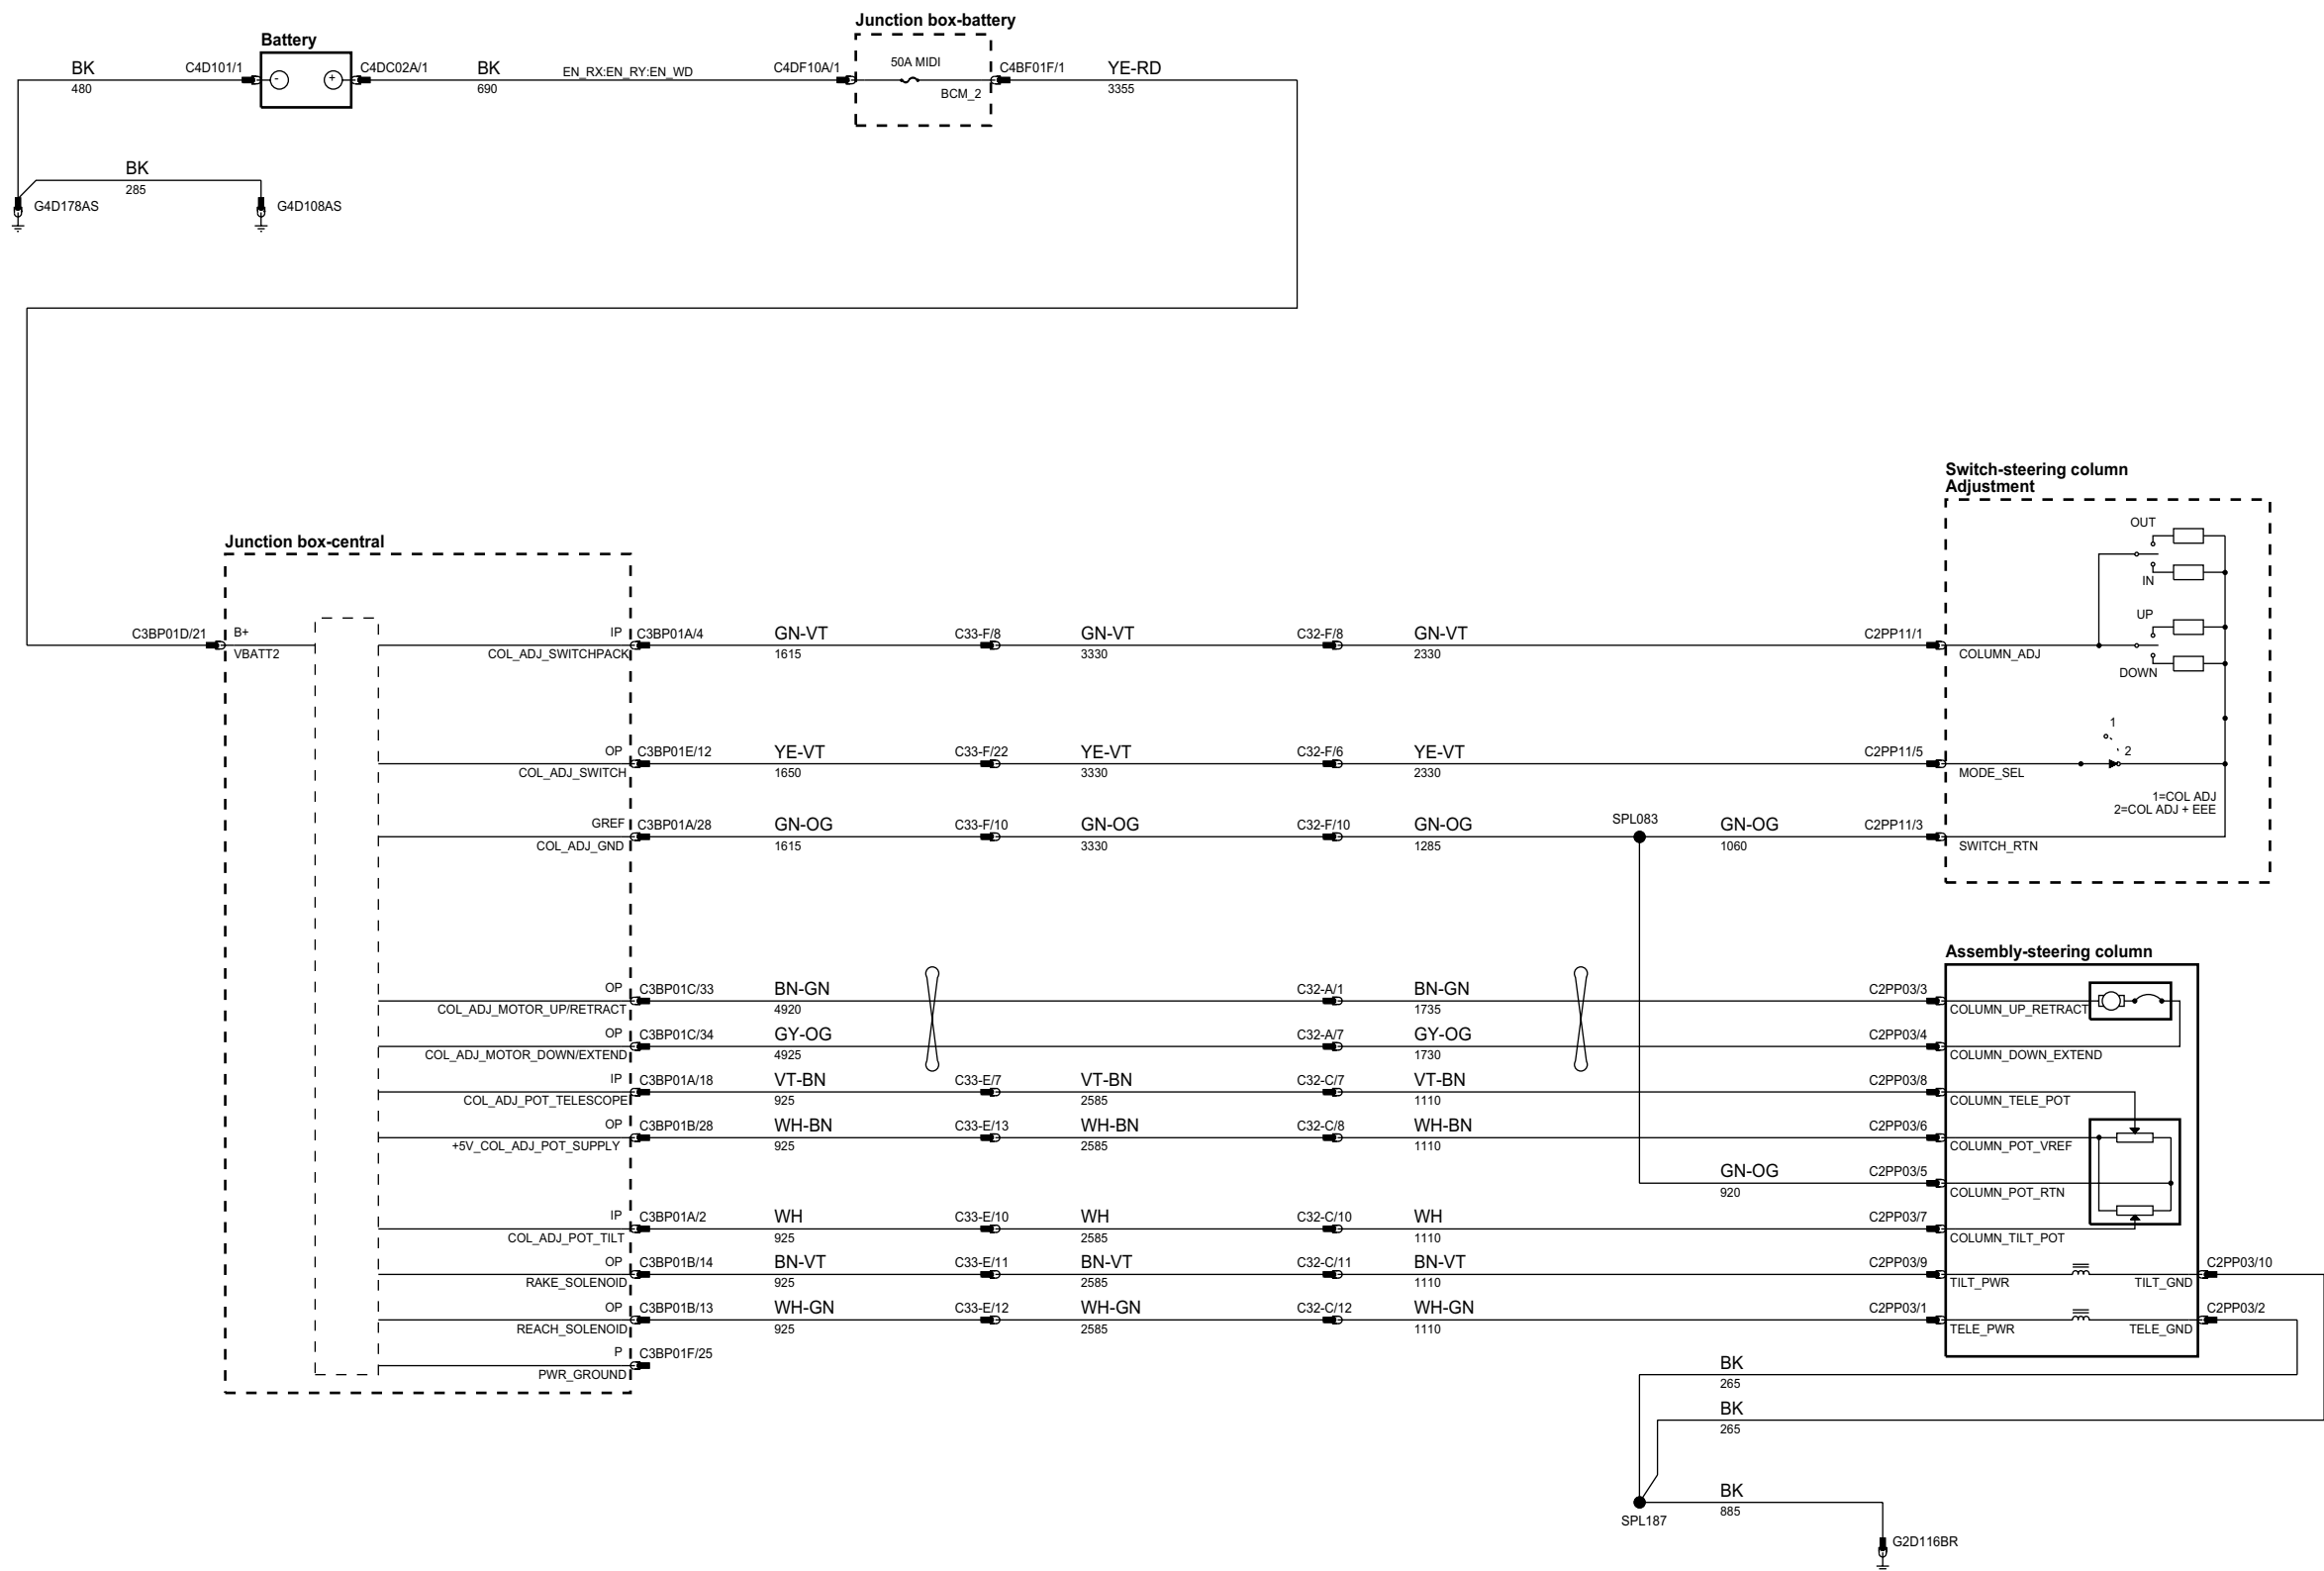 Junction box-battery
Battery
BK
480
C4D101/1
-
+
C4DC02A/1
BK
690
EN_RX:EN_RY:EN_WD
C4DF10A/1
50A MIDI
BCM_2
C4BF01F/1
YE-RD
3355
BK
285
G4D178AS
G4D108AS
Switch-steering column
Adjustment
OUT
IN
UP
DOWN
Junction box-central
C3BP01D/21
B+
VBATT2
IP
COL_ADJ_SWITCHPACK
C3BP01A/4
GN-VT
1615
C33-F/8
GN-VT
3330
C32-F/8
GN-VT
2330
C2PP11/1
COLUMN_ADJ
OP
COL_ADJ_SWITCH
C3BP01E/12
YE-VT
1650
C33-F/22
YE-VT
3330
C32-F/6
YE-VT
2330
C2PP11/5
MODE_SEL
1
2
1=COL ADJ
2=COL ADJ + EEE
GREF
COL_ADJ_GND
C3BP01A/28
GN-OG
1615
C33-F/10
GN-OG
3330
C32-F/10
GN-OG
1285
SPL083
GN-OG
1060
C2PP11/3
SWITCH_RTN
Assembly-steering column
OP
COL_ADJ_MOTOR_UP/RETRACT
C3BP01C/33
BN-GN
4920
C32-A/1
BN-GN
1735
C2PP03/3
COLUMN_UP_RETRACT
OP
COL_ADJ_MOTOR_DOWN/EXTEND
C3BP01C/34
GY-OG
4925
C32-A/7
GY-OG
1730
C2PP03/4
COLUMN_DOWN_EXTEND
IP
COL_ADJ_POT_TELESCOPE
C3BP01A/18
VT-BN
925
C33-E/7
VT-BN
2585
C32-C/7
VT-BN
1110
C2PP03/8
COLUMN_TELE_POT
OP
+5V_COL_ADJ_POT_SUPPLY
C3BP01B/28
WH-BN
925
C33-E/13
WH-BN
2585
C32-C/8
WH-BN
1110
C2PP03/6
COLUMN_POT_VREF
GN-OG
920
C2PP03/5
COLUMN_POT_RTN
IP
COL_ADJ_POT_TILT
C3BP01A/2
WH
925
C33-E/10
WH
2585
C32-C/10
WH
1110
C2PP03/7
COLUMN_TILT_POT
OP
RAKE_SOLENOID
C3BP01B/14
BN-VT
925
C33-E/11
BN-VT
2585
C32-C/11
BN-VT
1110
C2PP03/9
TILT_PWR
TILT_GND
C2PP03/10
OP
REACH_SOLENOID
C3BP01B/13
WH-GN
925
C33-E/12
WH-GN
2585
C32-C/12
WH-GN
1110
C2PP03/1
TELE_PWR
TELE_GND
C2PP03/2
P
PWR_GROUND
C3BP01F/25
BK
265
BK
265
SPL187
BK
885
G2D116BR